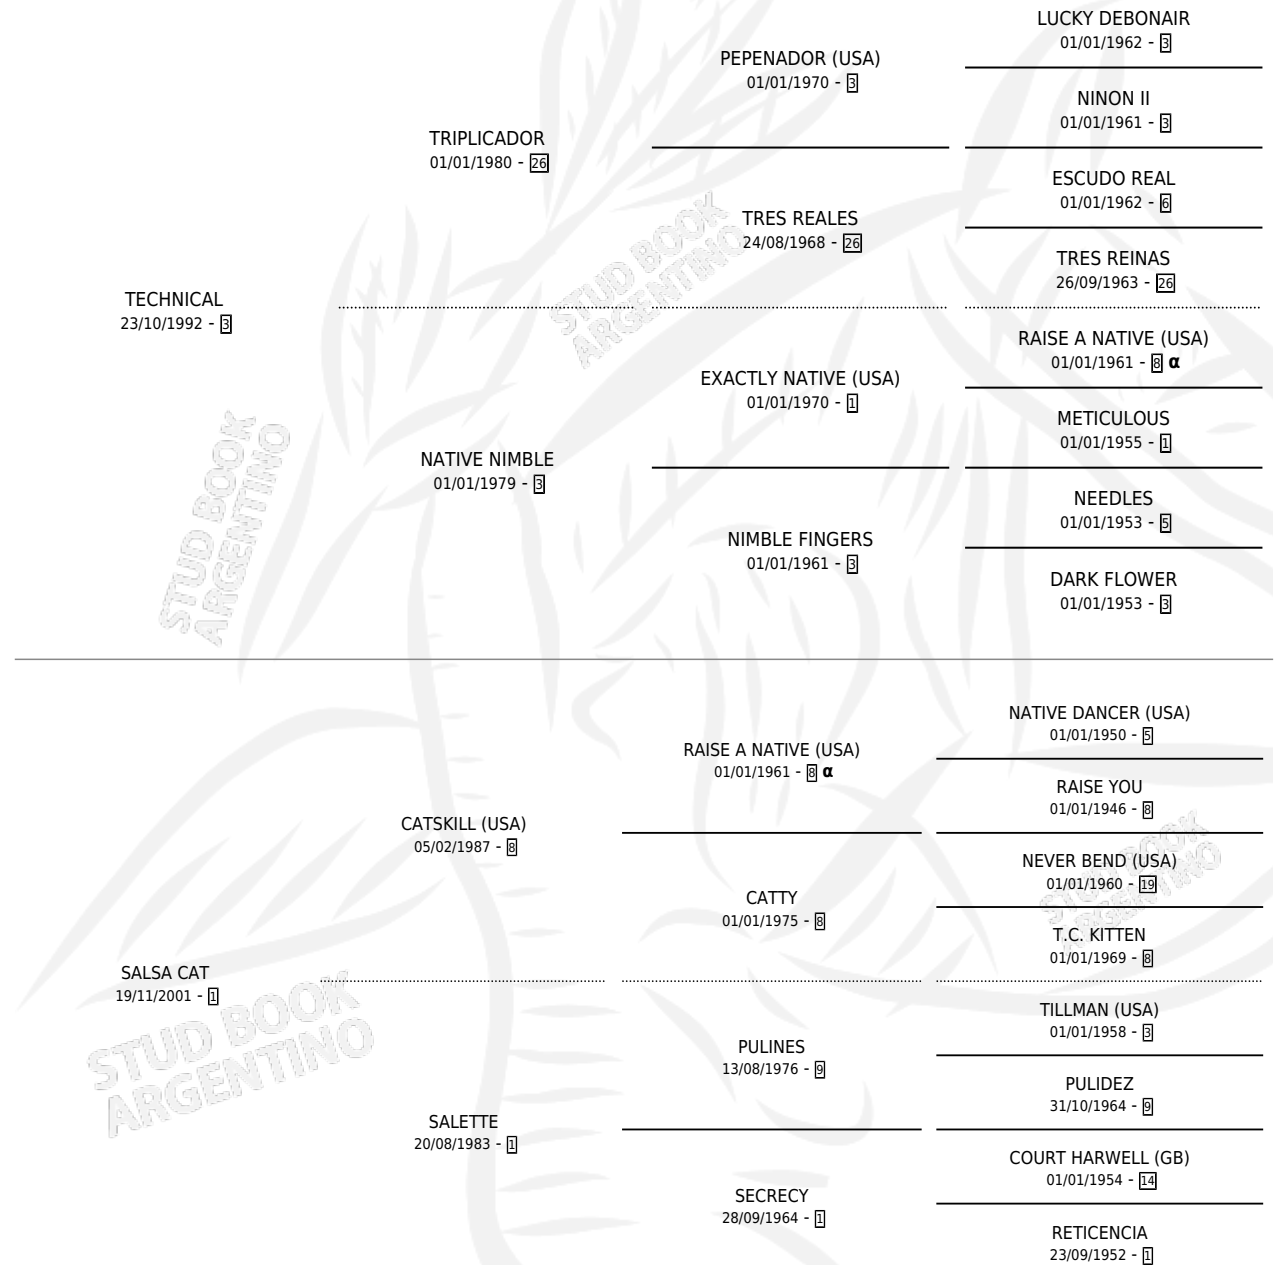 LUCKY DEBONAIR
01/01/1962 - 3
PEPENADOR (USA)
01/01/1970 - 3
NINON II
01/01/1961 - 3
TRIPLICADOR
01/01/1980 - 26
ESCUDO REAL
01/01/1962 - 6
TRES REALES
24/08/1968 - 26
TRES REINAS
26/09/1963 - 26
TECHNICAL
23/10/1992 - 3
RAISE A NATIVE (USA)
01/01/1961 - 8 α
EXACTLY NATIVE (USA)
01/01/1970 - 1
METICULOUS
01/01/1955 - 1
NATIVE NIMBLE
01/01/1979 - 3
NEEDLES
01/01/1953 - 5
NIMBLE FINGERS
01/01/1961 - 3
DARK FLOWER
01/01/1953 - 3
NATIVE DANCER (USA)
01/01/1950 - 5
RAISE A NATIVE (USA)
01/01/1961 - 8 α
RAISE YOU
01/01/1946 - 8
CATSKILL (USA)
05/02/1987 - 8
NEVER BEND (USA)
01/01/1960 - 19
CATTY
01/01/1975 - 8
T.C. KITTEN
01/01/1969 - 8
SALSA CAT
19/11/2001 - 1
TILLMAN (USA)
01/01/1958 - 3
PULINES
13/08/1976 - 9
PULIDEZ
31/10/1964 - 9
SALETTE
20/08/1983 - 1
COURT HARWELL (GB)
01/01/1954 - 14
SECRECY
28/09/1964 - 1
RETICENCIA
23/09/1952 - 1
STUD BOOK
ARGENTINO
STUD BOOK
ARGENTINO
STUD BOOK
ARGENTINO
STUD BOOK
ARGENTINO